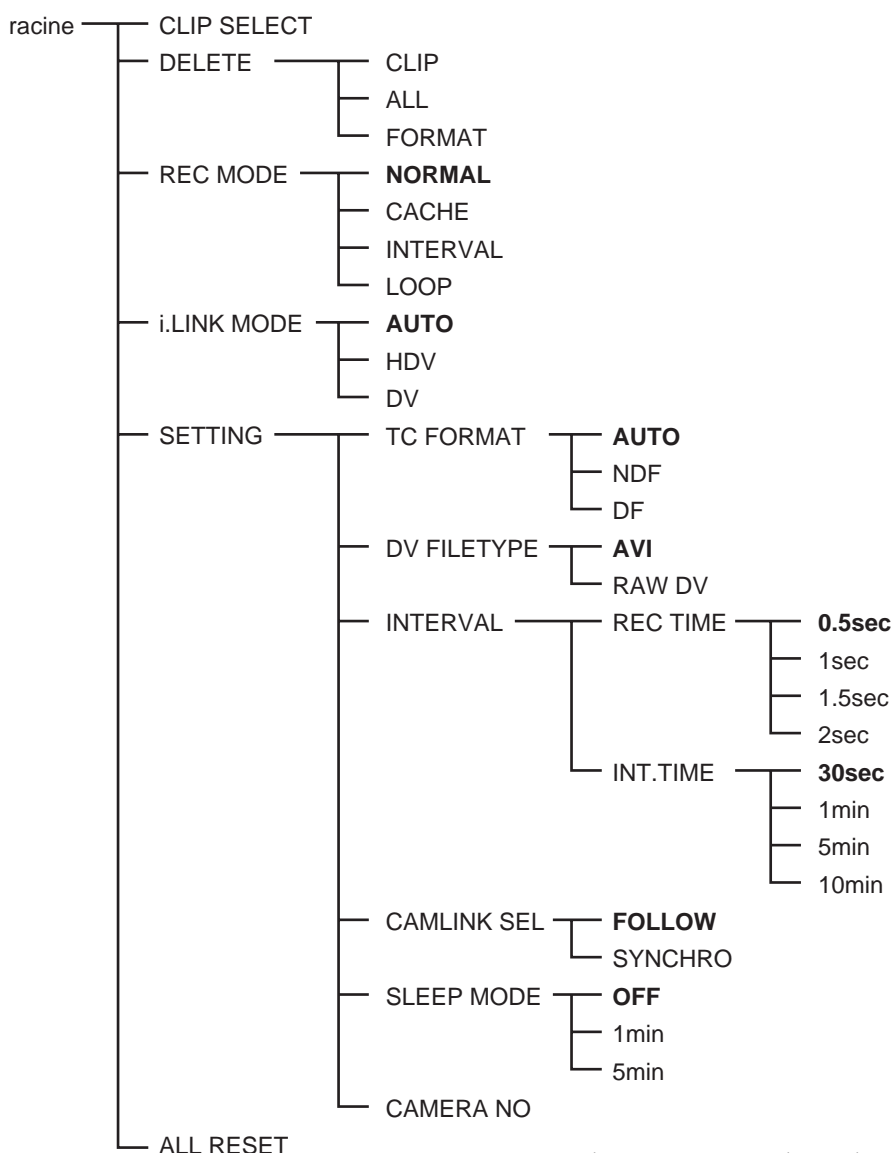 racine CLIP SELECT
DELETE CLIP
ALL
FORMAT
REC MODE NORMAL
CACHE
INTERVAL
LOOP
i.LINK MODE AUTO
HDV
DV
SETTING TC FORMAT AUTO
NDF
DF
DV FILETYPE AVI
RAW DV
INTERVAL REC TIME 0.5sec
1sec
1.5sec
2sec
INT.TIME 30sec
1min
5min
10min
CAMLINK SEL FOLLOW
SYNCHRO
SLEEP MODE OFF
1min
5min
CAMERA NO
ALL RESET